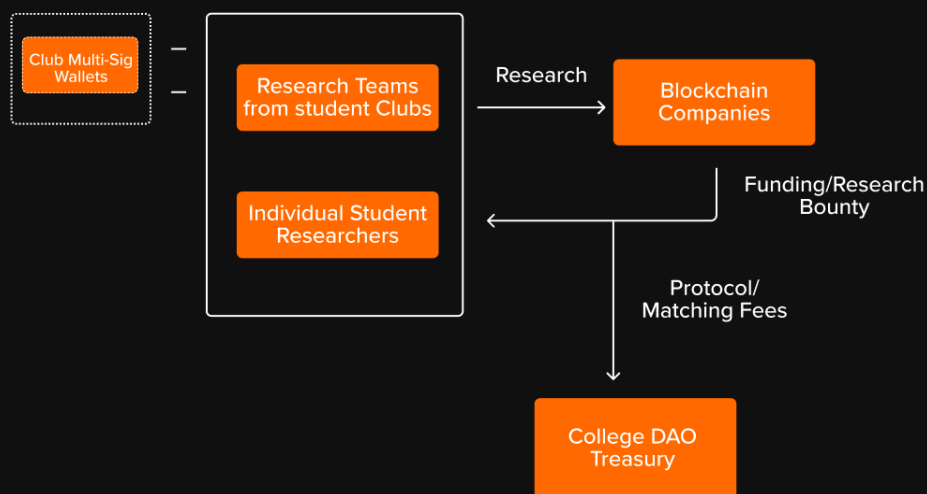 Club Multi-Sig
Wallets
Research Teams
from student Clubs
Individual Student
Researchers
Research
Blockchain
Companies
Funding/Research
Bounty
Protocol/
Matching Fees
College DAO
Treasury